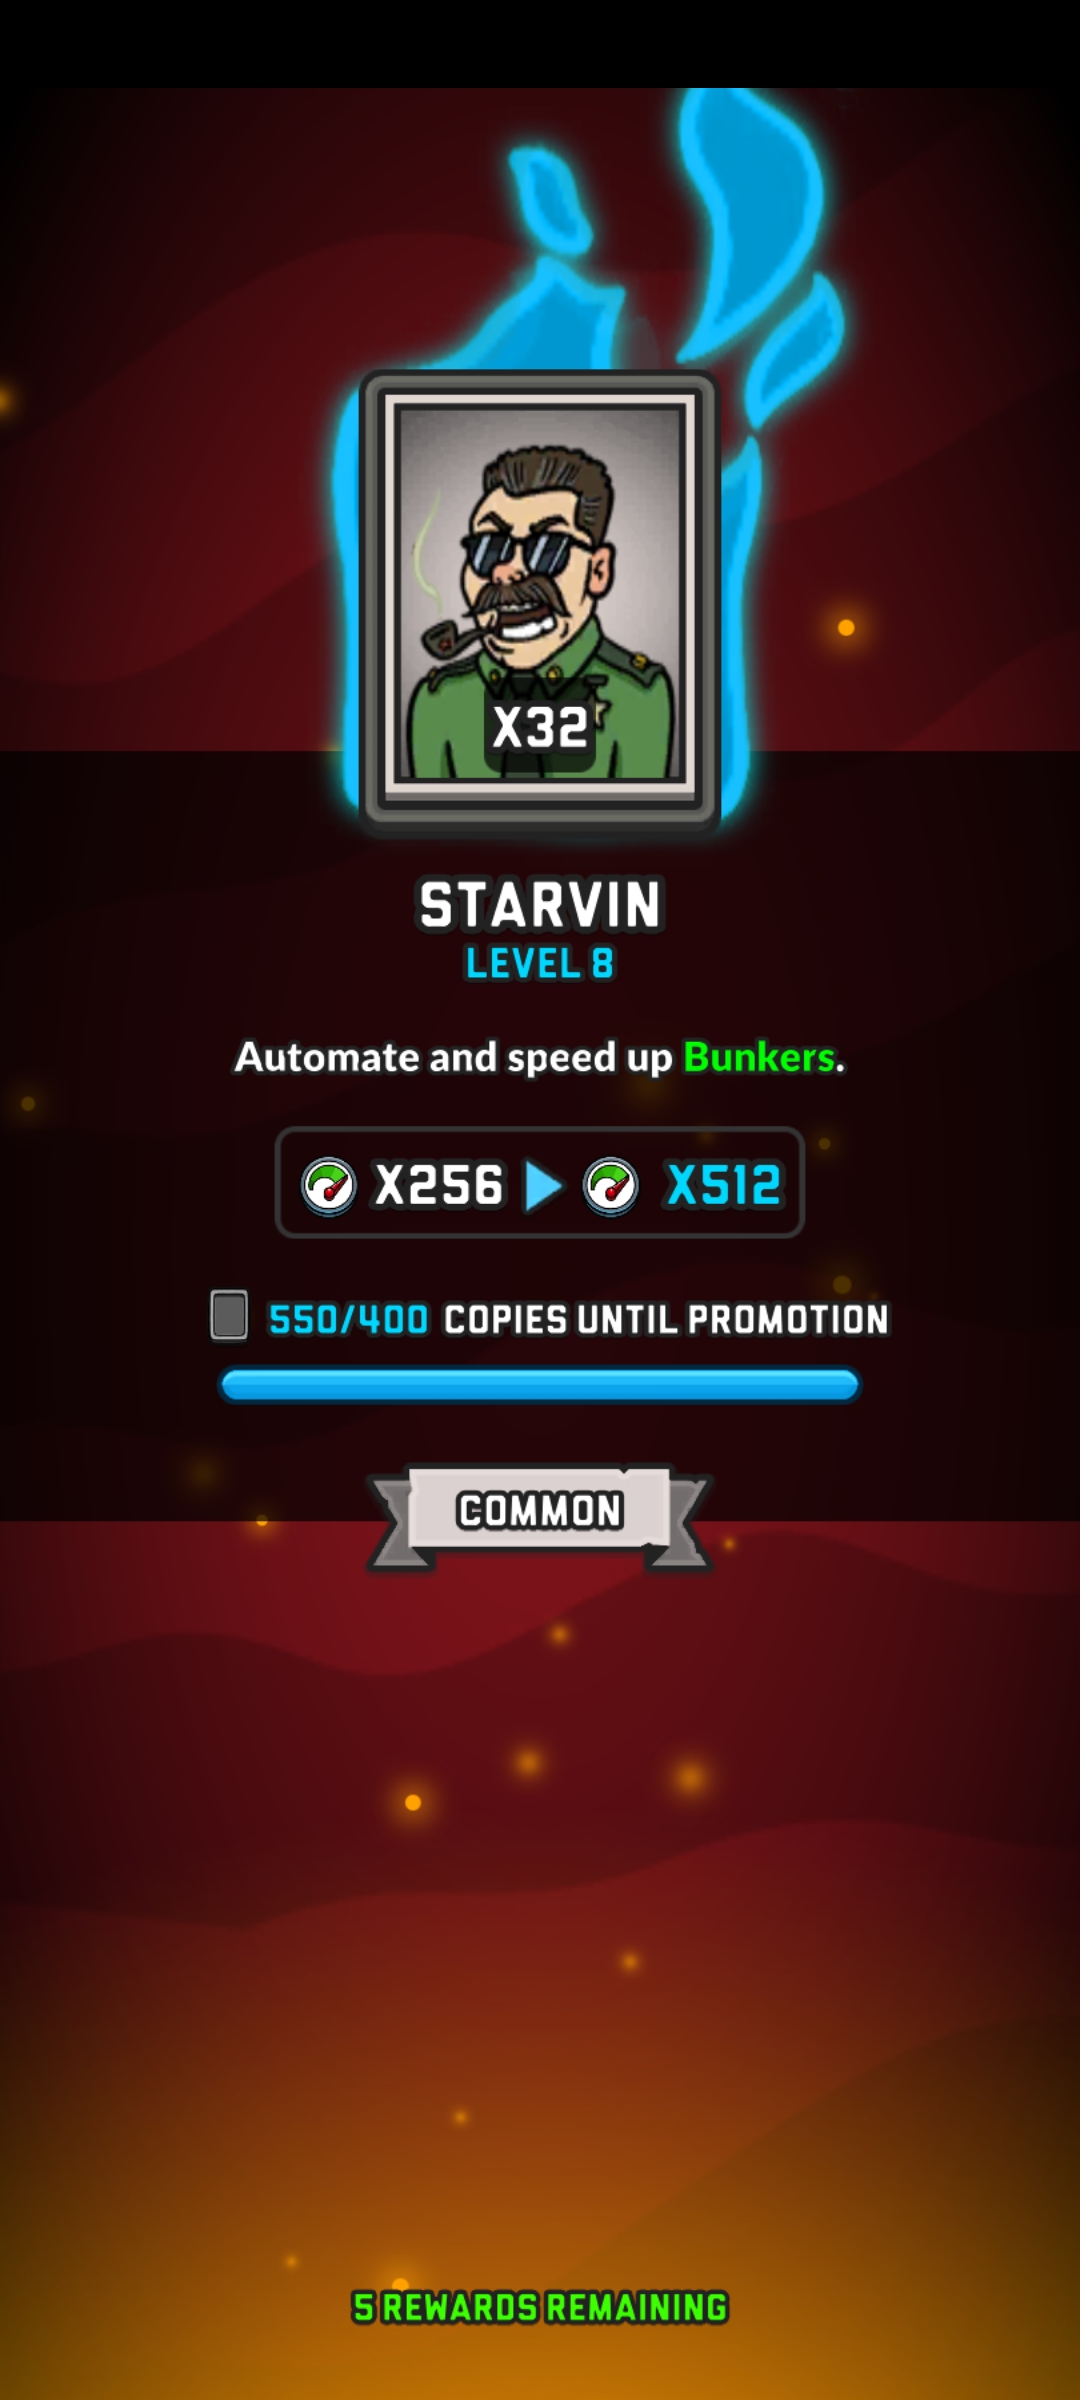 X32
STARVIN
LEVEL 8
Automate and speed up Bunkers.
X256 X512
550/400 COPIES UNTIL PROMOTION
COMMON
5 REWARDS REMAINING